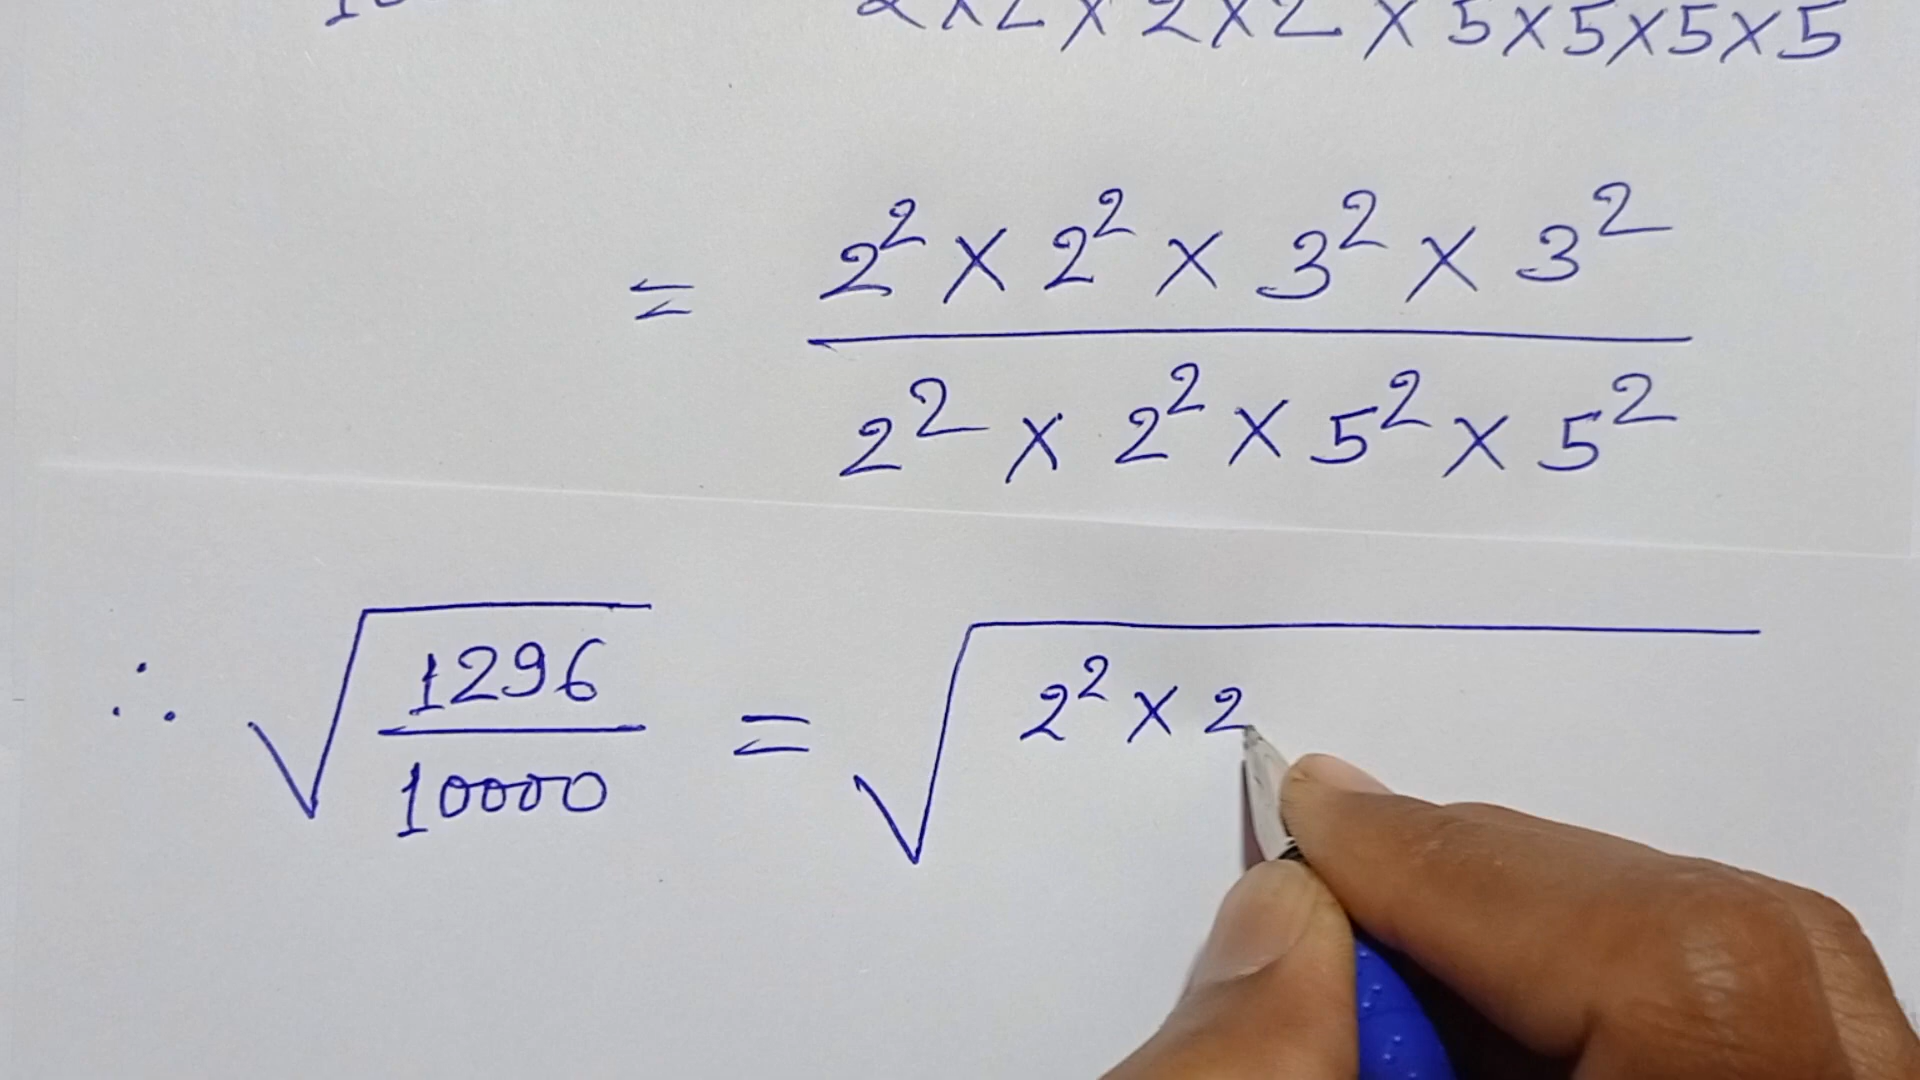 2×2×2×2×5×5×5×5
= 2²×2²×3²×3²
2²×2²×5²×5²
∴ √1296/10000 = √2²×2